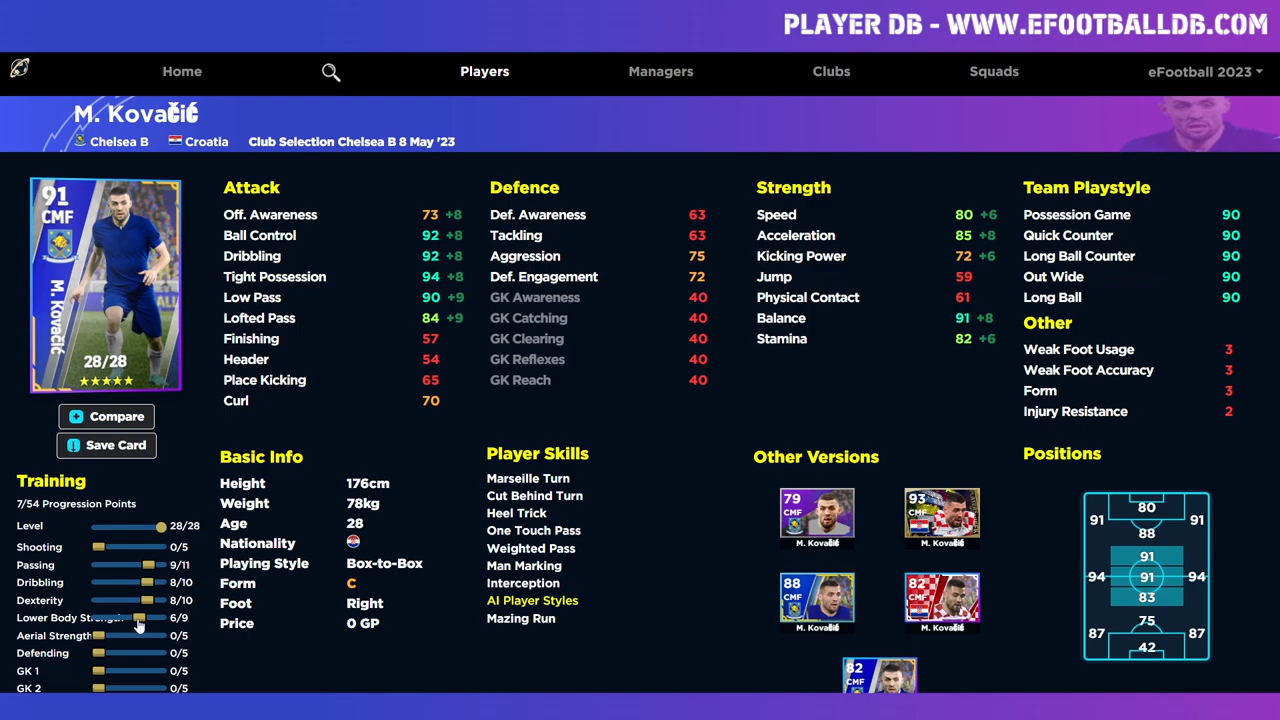 PLAYER DB - WWW.EFOOTBALLDB.COM
Home Players Managers Clubs Squads eFootball 2023
M. Kovačić
Chelsea B Croatia Club Selection Chelsea B 8 May '23
91
CMF
M. Kovačić
28/28
Compare
Save Card
Training
7/54 Progression Points
Level 28/28
Shooting 0/5
Passing 9/11
Dribbling 8/10
Dexterity 8/10
Lower Body Strength 6/9
Aerial Strength 0/5
Defending 0/5
GK 1 0/5
GK 2 0/5
Attack
Off. Awareness 73 +8
Ball Control 92 +8
Dribbling 92 +8
Tight Possession 94 +8
Low Pass 90 +9
Lofted Pass 84 +9
Finishing 57
Header 54
Place Kicking 65
Curl 70
Defence
Def. Awareness 63
Tackling 63
Aggression 75
Def. Engagement 72
GK Awareness 40
GK Catching 40
GK Clearing 40
GK Reflexes 40
GK Reach 40
Strength
Speed 80 +6
Acceleration 85 +8
Kicking Power 72 +6
Jump 59
Physical Contact 61
Balance 91 +8
Stamina 82 +6
Team Playstyle
Possession Game 90
Quick Counter 90
Long Ball Counter 90
Out Wide 90
Long Ball 90
Other
Weak Foot Usage 3
Weak Foot Accuracy 3
Form 3
Injury Resistance 2
Basic Info
Height 176cm
Weight 78kg
Age 28
Nationality
Playing Style Box-to-Box
Form C
Foot Right
Price 0 GP
Player Skills
Marseille Turn
Cut Behind Turn
Heel Trick
One Touch Pass
Weighted Pass
Man Marking
Interception
AI Player Styles
Mazing Run
Other Versions
79
CMF
M. Kovačić
93
CMF
M. Kovačić
88
CMF
M. Kovačić
82
CMF
M. Kovačić
82
CMF
Positions
80
91 91
88
91
94 91 94
83
75
87 87
42